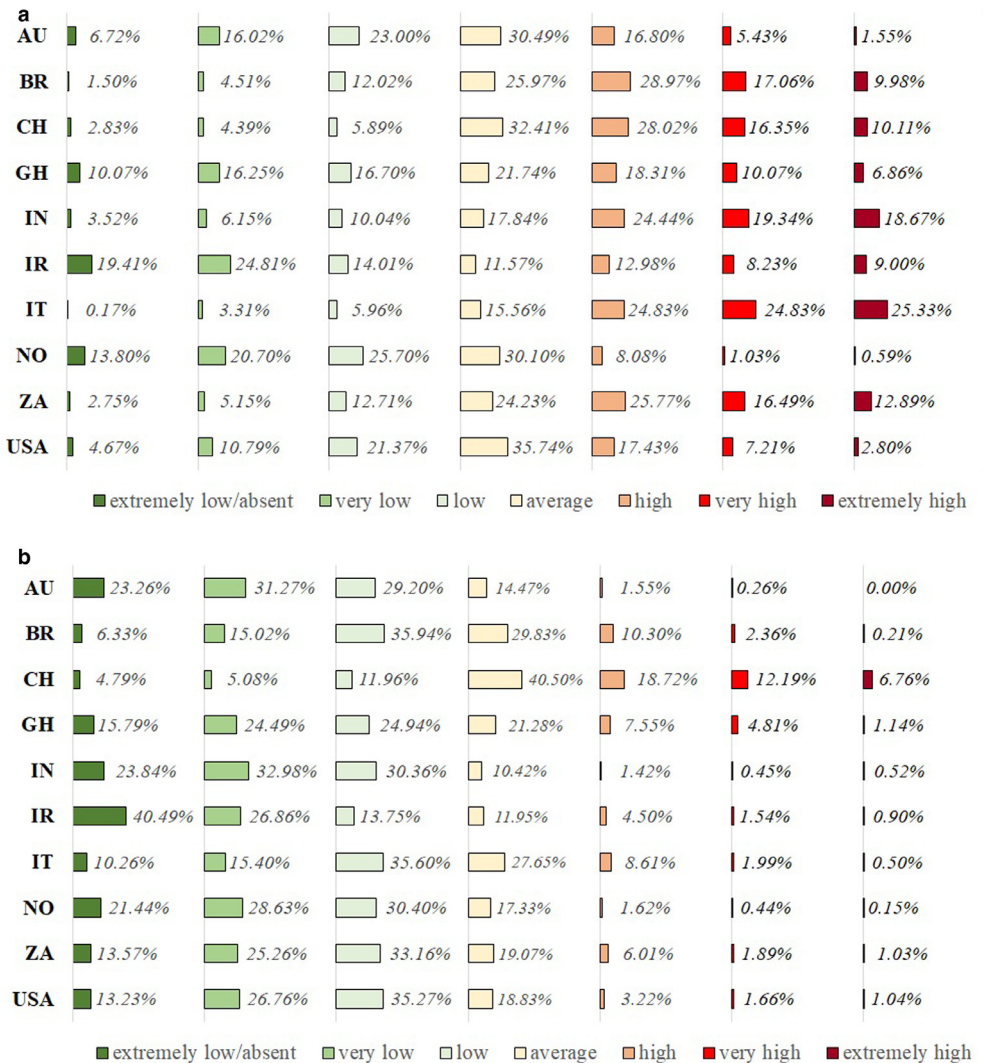 a
AU 6.72% 16.02% 23.00% 30.49% 16.80% 5.43% 1.55%
BR 1.50% 4.51% 12.02% 25.97% 28.97% 17.06% 9.98%
CH 2.83% 4.39% 5.89% 32.41% 28.02% 16.35% 10.11%
GH 10.07% 16.25% 16.70% 21.74% 18.31% 10.07% 6.86%
IN 3.52% 6.15% 10.04% 17.84% 24.44% 19.34% 18.67%
IR 19.41% 24.81% 14.01% 11.57% 12.98% 8.23% 9.00%
IT 0.17% 3.31% 5.96% 15.56% 24.83% 24.83% 25.33%
NO 13.80% 20.70% 25.70% 30.10% 8.08% 1.03% 0.59%
ZA 2.75% 5.15% 12.71% 24.23% 25.77% 16.49% 12.89%
USA 4.67% 10.79% 21.37% 35.74% 17.43% 7.21% 2.80%
extremely low/absent very low low average high very high extremely high
b
AU 23.26% 31.27% 29.20% 14.47% 1.55% 0.26% 0.00%
BR 6.33% 15.02% 35.94% 29.83% 10.30% 2.36% 0.21%
CH 4.79% 5.08% 11.96% 40.50% 18.72% 12.19% 6.76%
GH 15.79% 24.49% 24.94% 21.28% 7.55% 4.81% 1.14%
IN 23.84% 32.98% 30.36% 10.42% 1.42% 0.45% 0.52%
IR 40.49% 26.86% 13.75% 11.95% 4.50% 1.54% 0.90%
IT 10.26% 15.40% 35.60% 27.65% 8.61% 1.99% 0.50%
NO 21.44% 28.63% 30.40% 17.33% 1.62% 0.44% 0.15%
ZA 13.57% 25.26% 33.16% 19.07% 6.01% 1.89% 1.03%
USA 13.23% 26.76% 35.27% 18.83% 3.22% 1.66% 1.04%
extremely low/absent very low low average high very high extremely high